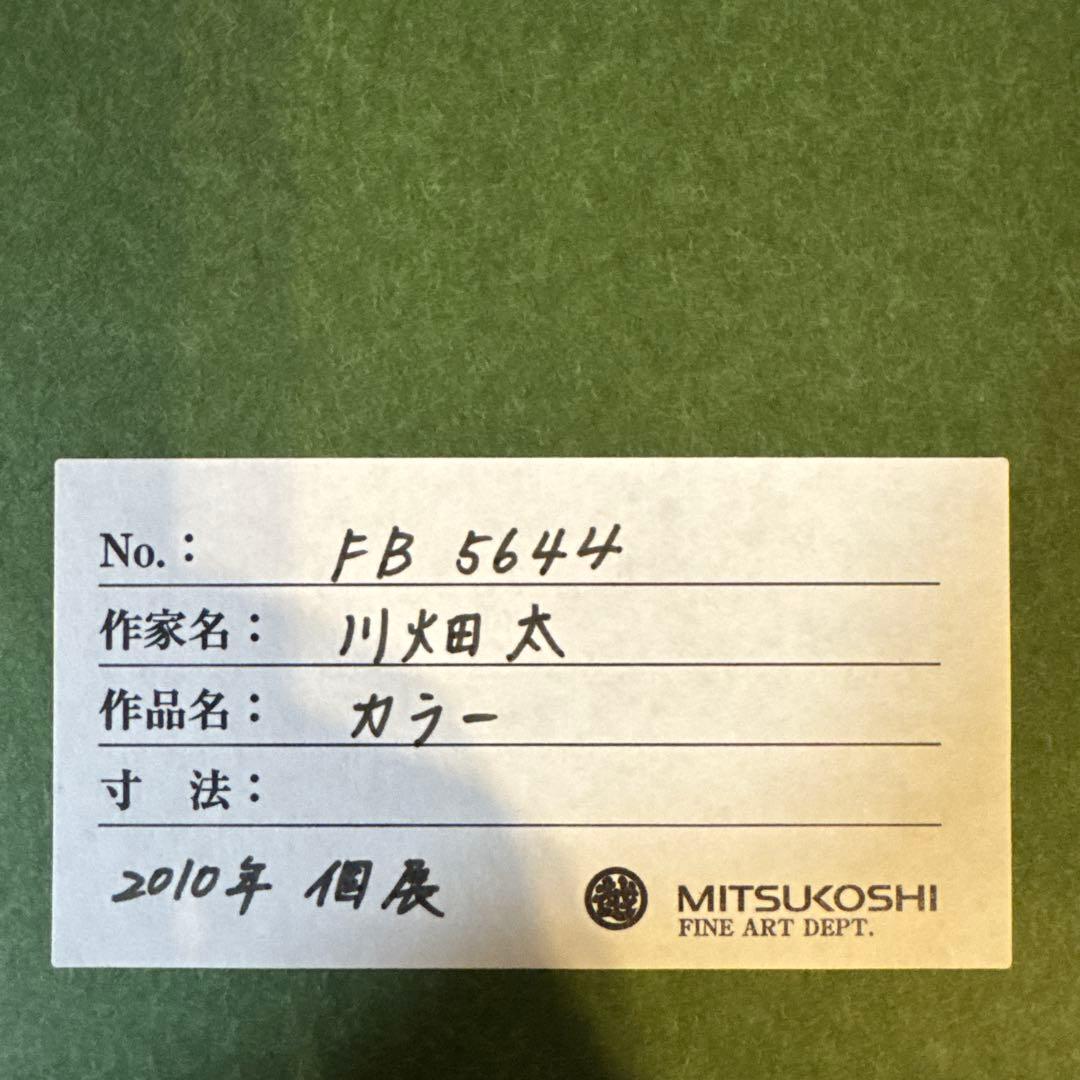 No.： FB 5644
作家名： 川畑 太
作品名： カラー
寸　法：
2010年 個展
越 MITSUKOSHI
FINE ART DEPT.